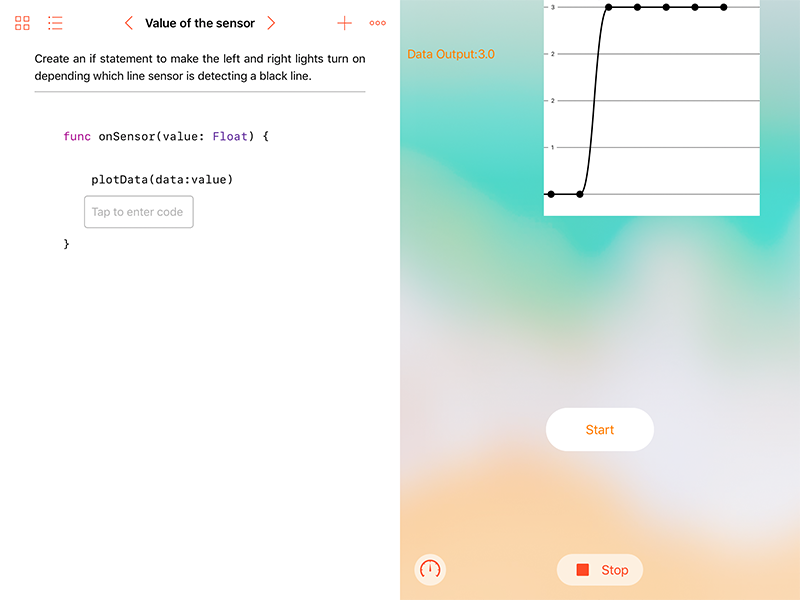 Value of the sensor
Create an if statement to make the left and right lights turn on
depending which line sensor is detecting a black line.
func onSensor(value: Float) {
plotData(data:value)
Tap to enter code
}
3
Data Output:3.0
2
2
1
Start
Stop